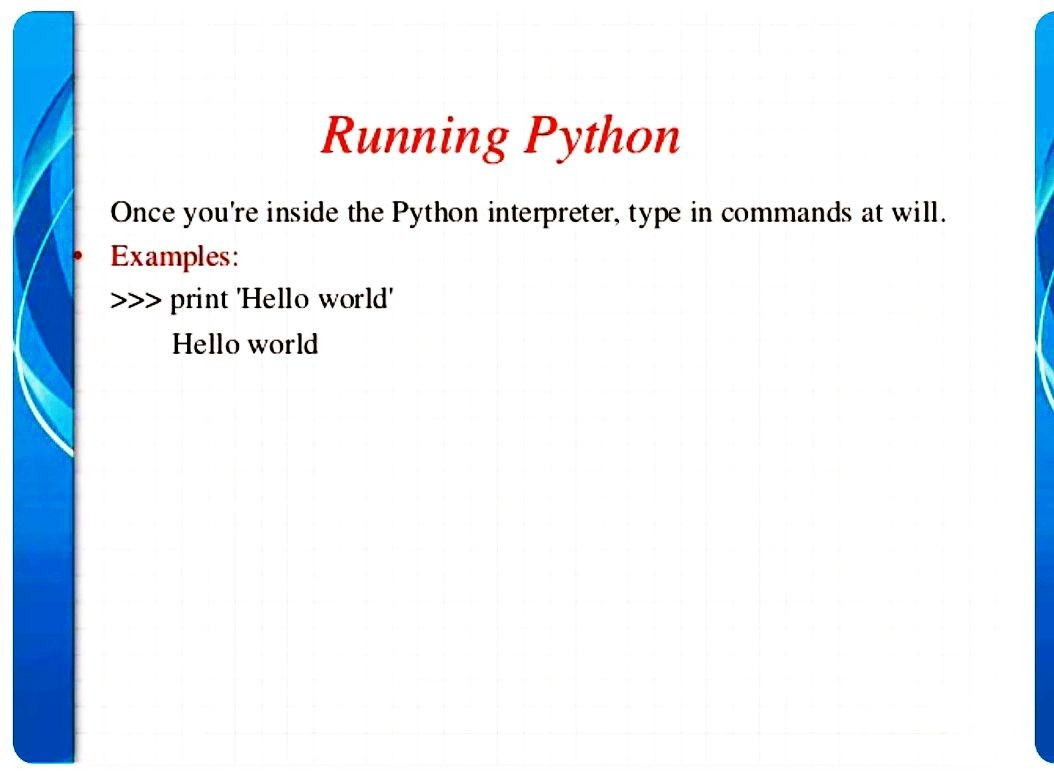 Running Python
Once you're inside the Python interpreter, type in commands at will.
• Examples:
>>> print 'Hello world'
Hello world